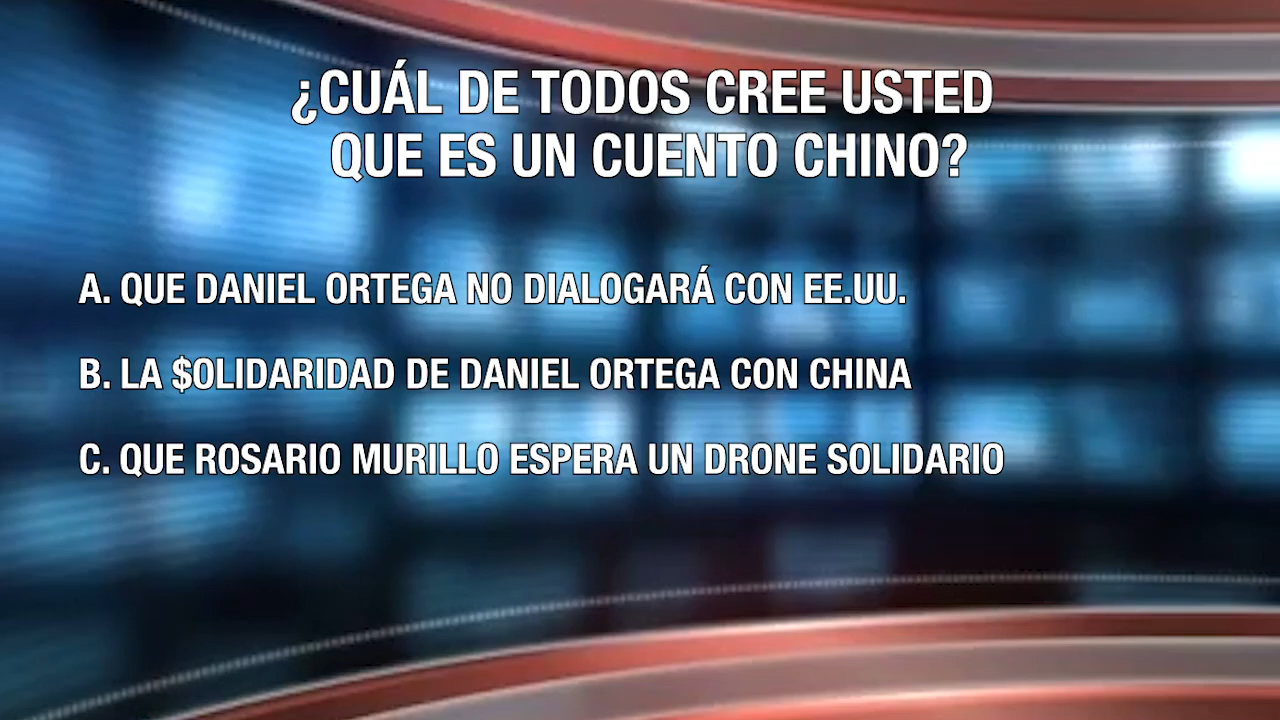 ¿CUÁL DE TODOS CREE USTED
QUE ES UN CUENTO CHINO?
A. QUE DANIEL ORTEGA NO DIALOGARÁ CON EE.UU.
B. LA $OLIDARIDAD DE DANIEL ORTEGA CON CHINA
C. QUE ROSARIO MURILLO ESPERA UN DRONE SOLIDARIO